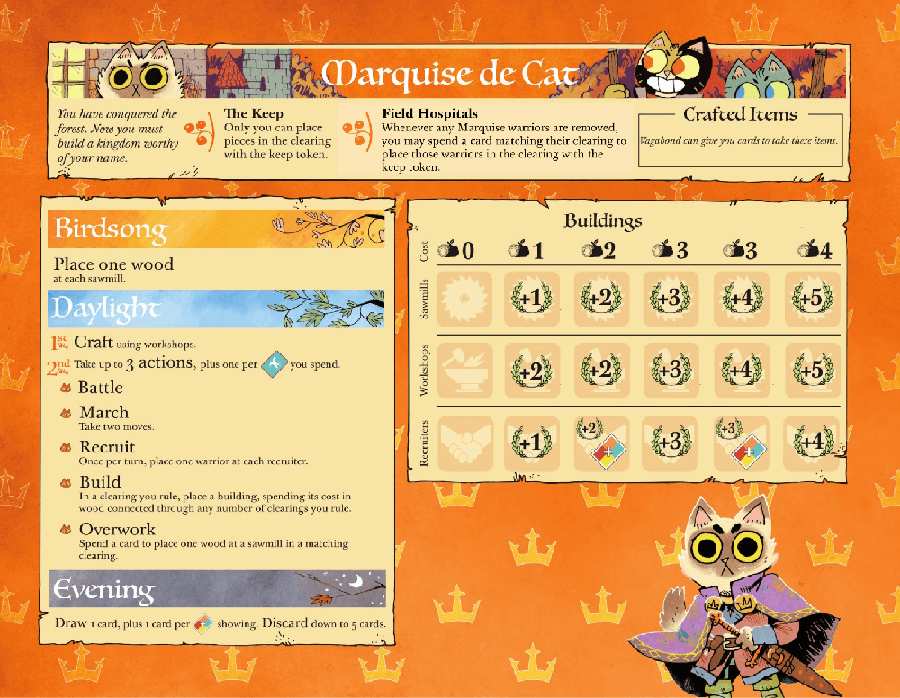 Marquise de Cat
You have conquered the
forest. Now you must
build a kingdom worthy
of your name.
The Keep
Only you can place
pieces in the clearing
with the keep token.
Field Hospitals
Whenever any Marquise warriors are removed,
you may spend a card matching their clearing to
place those warriors in the clearing with the
keep token.
Crafted Items
Vagabond can give you cards to take these items.
Birdsong
Place one wood
at each sawmill.
Daylight
1st Craft using workshops.
2nd Take up to 3 actions, plus one per you spend.
Battle
March
Take two moves.
Recruit
Once per turn, place one warrior at each recruiter.
Build
In a clearing you rule, place a building, spending its cost in
wood connected through any number of clearings you rule.
Overwork
Spend a card to place one wood at a sawmill in a matching
clearing.
Evening
Draw 1 card, plus 1 card per showing. Discard down to 5 cards.
Buildings
Cost 0 1 2 3 3 4
Sawmills +1 +2 +3 +4 +5
Workshops +2 +2 +3 +4 +5
Recruiters +1 +2 + +3 +3 + +4